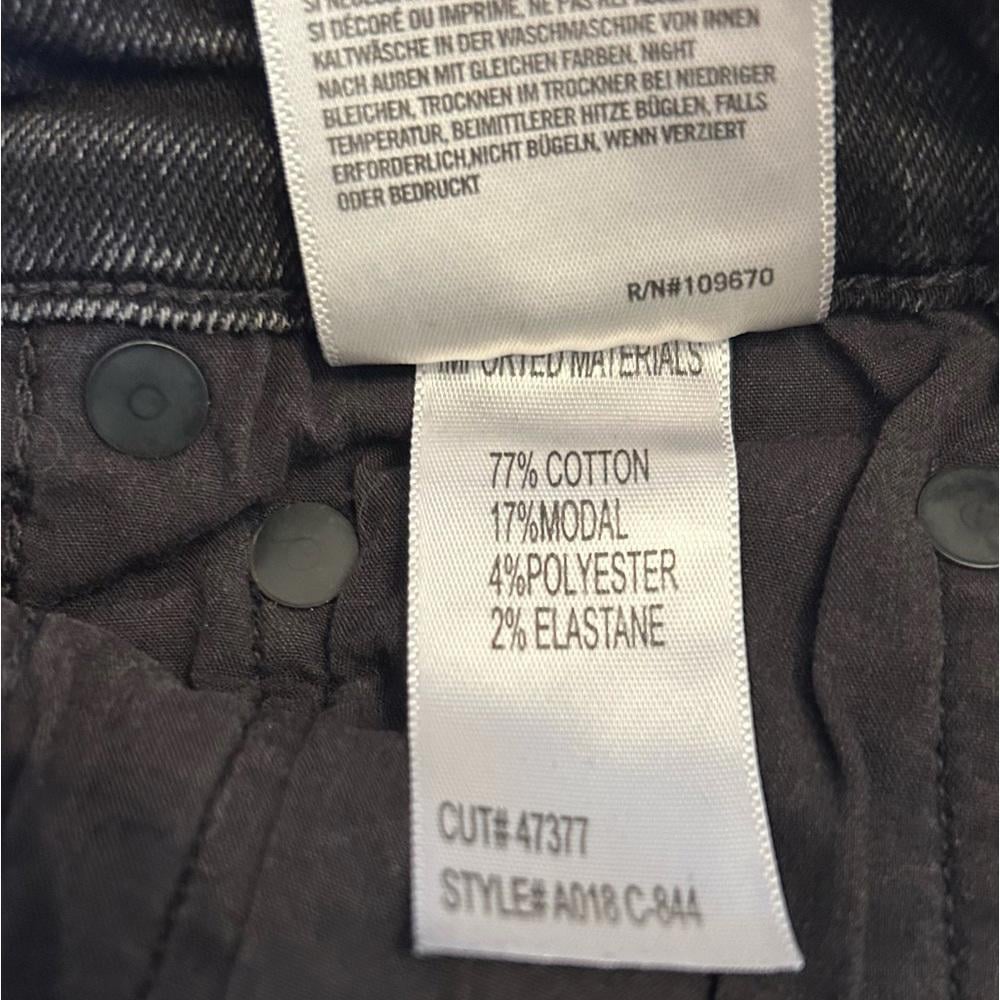 SI DÉCORÉ OU IMPRIMÉ, NE PAS
KALTWÄSCHE IN DER WASCHMASCHINE VON INNEN
NACH AUßEN MIT GLEICHEN FARBEN, NIGHT
BLEICHEN, TROCKNEN IM TROCKNER BEI NIEDRIGER
TEMPERATUR, BEIMITTLERER HITZE BÜGLEN, FALLS
ERFORDERLICH,NICHT BÜGELN, WENN VERZIERT
ODER BEDRUCKT
R/N#109670
IMPORTED MATERIALS
77% COTTON
17%MODAL
4%POLYESTER
2% ELASTANE
CUT# 47377
STYLE# A018 C-844